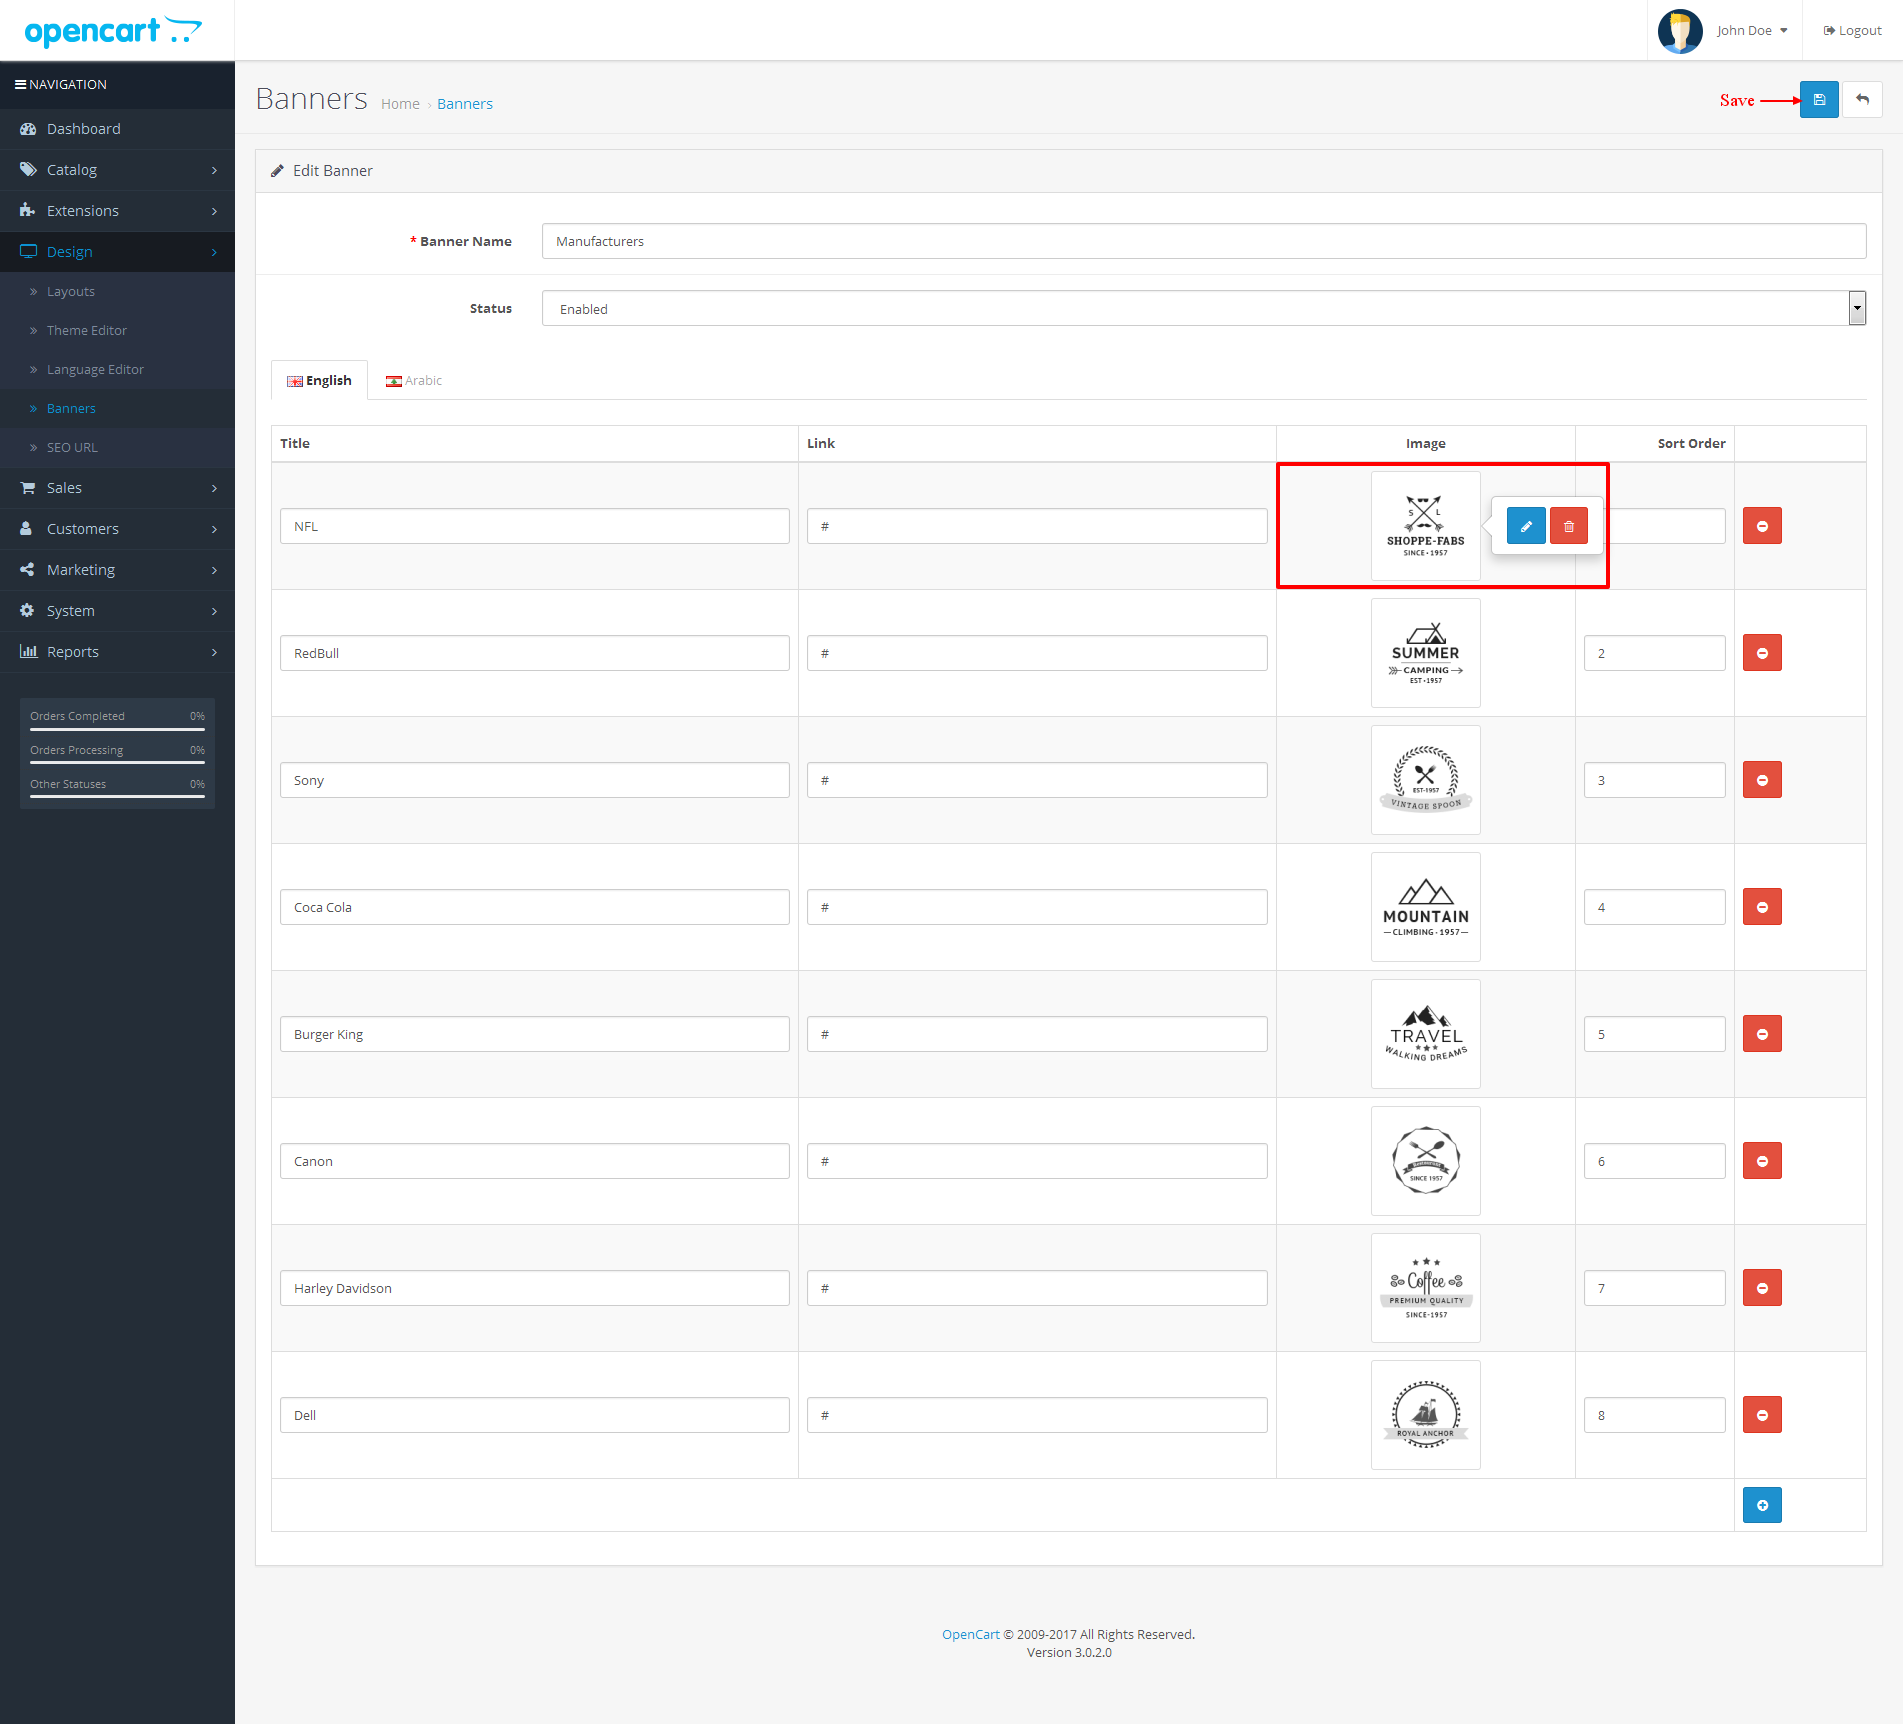 opencart
John Doe
Logout
NAVIGATION
Dashboard
Catalog
Extensions
Design
Layouts
Theme Editor
Language Editor
Banners
SEO URL
Sales
Customers
Marketing
System
Reports
Orders Completed 0%
Orders Processing 0%
Other Statuses 0%
Banners Home › Banners
Save
Edit Banner
* Banner Name Manufacturers
Status Enabled
English Arabic
Title Link Image Sort Order
NFL #
S L
SHOPPE-FABS
SINCE • 1957
RedBull # 2
SUMMER
CAMPING
EST • 1957
Sony # 3
EST-1957
VINTAGE SPOON
Coca Cola # 4
MOUNTAIN
CLIMBING - 1957
Burger King # 5
TRAVEL
WALKING DREAMS
Canon # 6
SINCE 1957
Harley Davidson # 7
Coffee
PREMIUM QUALITY
SINCE-1957
Dell # 8
ROYAL ANCHOR
OpenCart © 2009-2017 All Rights Reserved.
Version 3.0.2.0